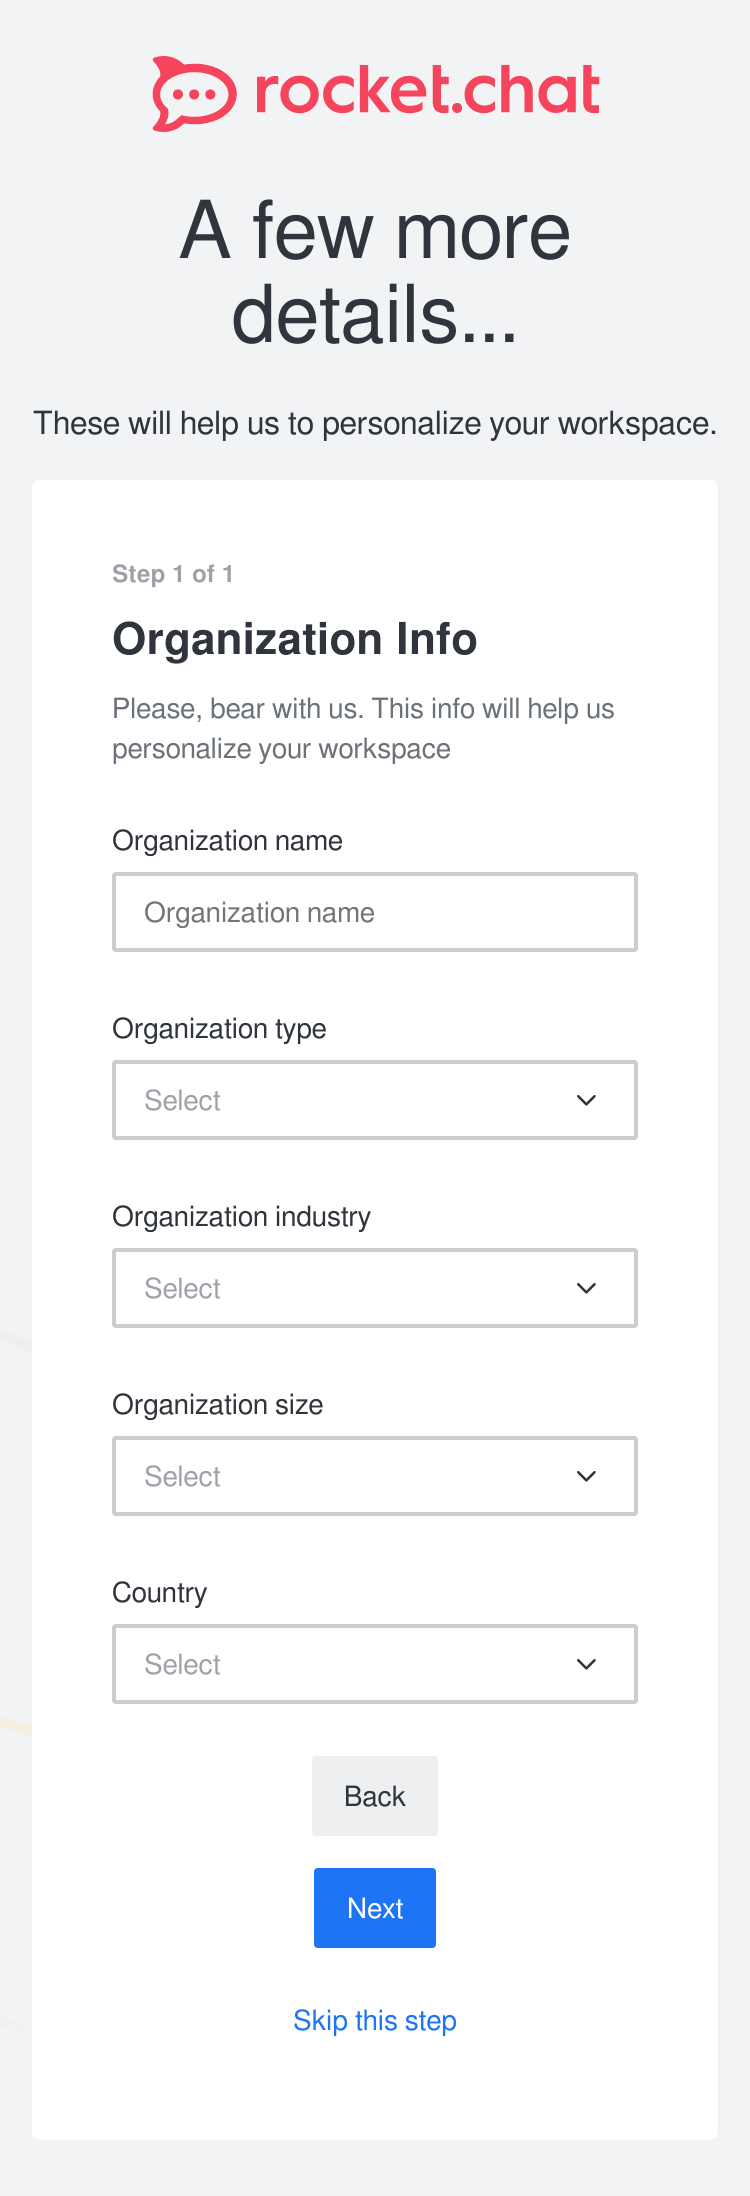 rocket.chat
A few more
details...
These will help us to personalize your workspace.
Step 1 of 1
Organization Info
Please, bear with us. This info will help us
personalize your workspace
Organization name
Organization name
Organization type
Select
Organization industry
Select
Organization size
Select
Country
Select
Back
Next
Skip this step